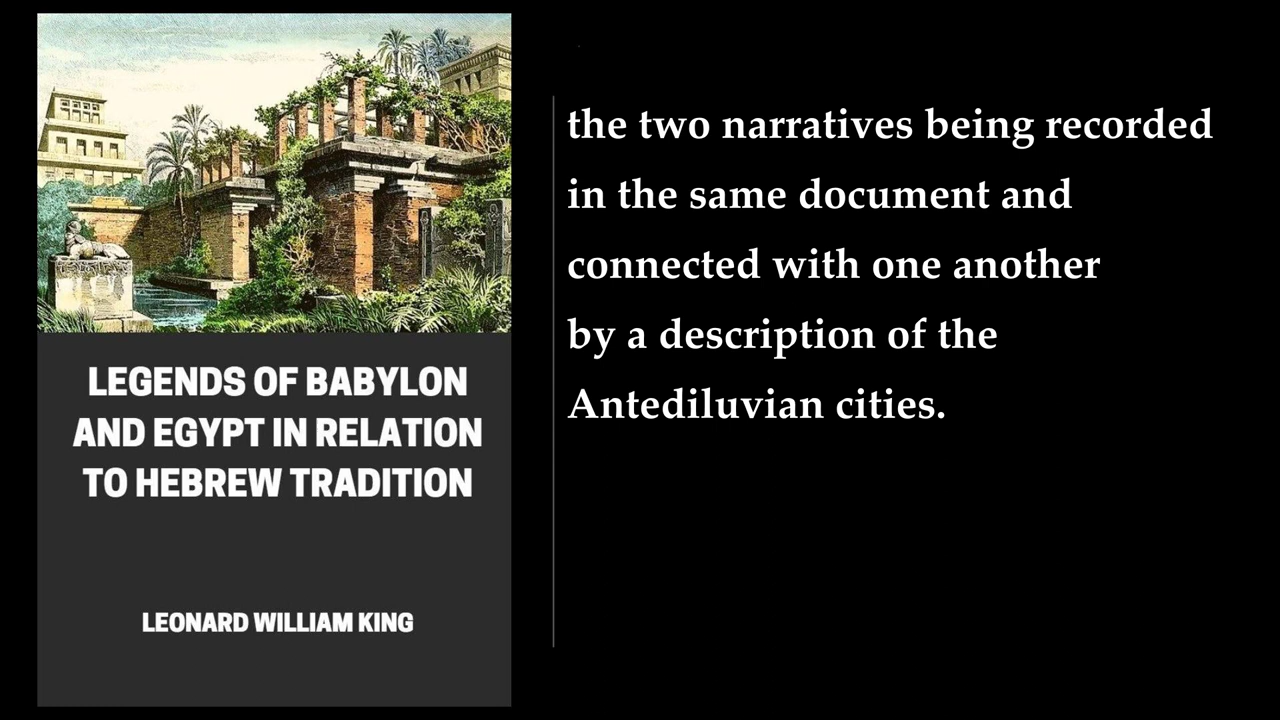 LEGENDS OF BABYLON
AND EGYPT IN RELATION
TO HEBREW TRADITION
LEONARD WILLIAM KING
the two narratives being recorded
in the same document and
connected with one another
by a description of the
Antediluvian cities.